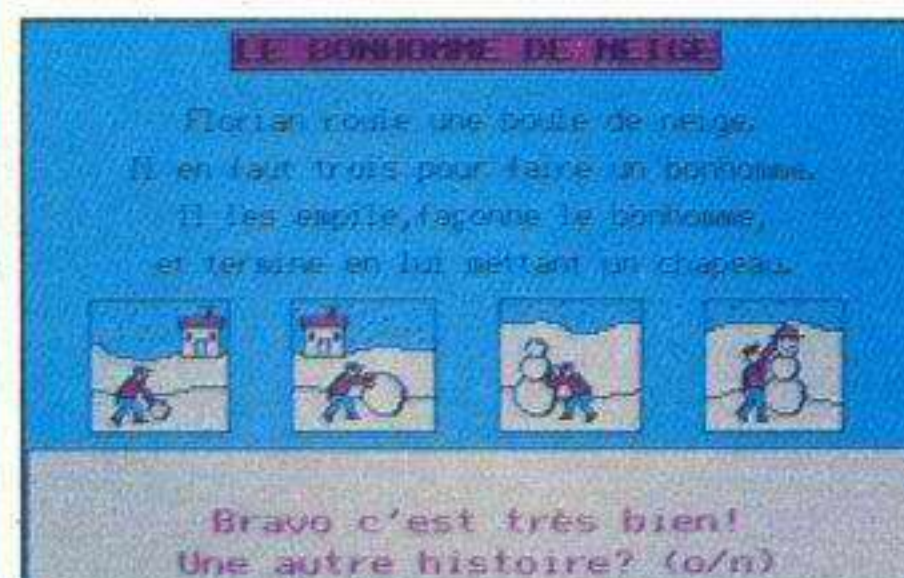 LE BONHOMME DE NEIGE
Florian roule une boule de neige.
Il en faut trois pour faire un bonhomme.
Il les empile,façonne le bonhomme,
et termine en lui mettant un chapeau.
Bravo c'est très bien!
Une autre histoire? (o/n)